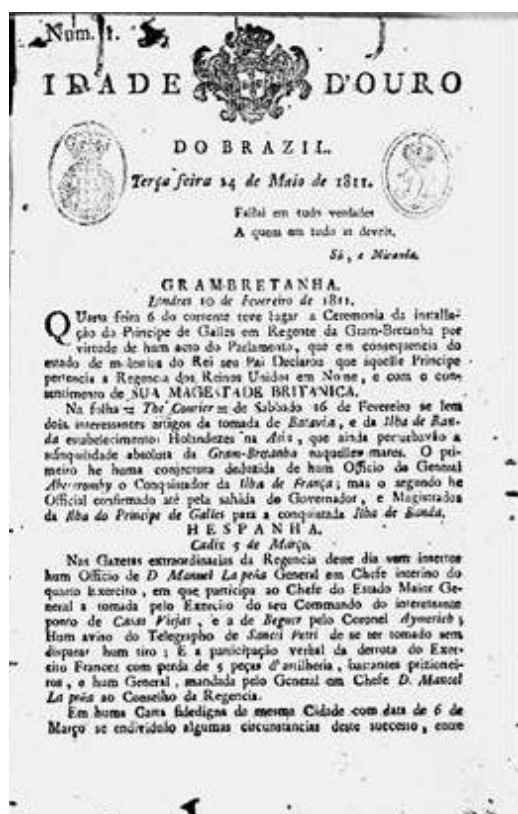 Num. 1.
IDADE D'OURO
DO BRAZIL.
Terça feira 14 de Maio de 1811.
Fallai em tudo verdades
A quem em tudo as deveis.
Sá, e Miranda.
GRAM-BRETANHA.
Londres 10 de Fevereiro de 1811.
QUarta feira 6 do corrente teve lugar a Ceremonia da installa-
ção do Principe de Galles em Regente da Gram-Bretanha por
virtude de hum acto do Parlamento, que em consequencia do
estado de molestia do Rei seu Pai Declarou que aquelle Principe
pertencia a Regencia dos Reinos Unidos em Nome, e com o con-
sentimento de SUA MAGESTADE BRITANICA.
Na folha = The Courier = de Sabbado 16 de Fevereiro se lem
dois interessantes artigos da tomada de Batavia, e da Ilha de Ban-
da estabelecimentos Holandezes na Asia, que ainda perturbavão a
tranquilidade absoluta da Gram-Bretanha naquelles mares. O pri-
meiro he huma conjectura deduzida de hum Officio do General
Abercromby o Conquistador da Ilha de França; mas o segundo he
Official confirmado até pela sahida do Governador, e Magistrados
da Ilha do Principe de Galles para a conquistada Ilha de Banda.
HESPANHA.
Cadiz 5 de Março.
Nas Gazetas extraordinarias da Regencia deste dia vem insertos
hum Officio de D. Manuel La peña General em Chefe interino do
quarto Exercito, em que participa ao Chefe do Estado Maior Ge-
neral a tomada pelo Exercito do seu Commando do interessante
ponto de Casas Viejas, e a de Beguer pelo Coronel Aymerich;
Hum aviso do Telegrapho de Sancti Petri de se ter tomado sem
disparar hum tiro; E a participação verbal da derrota do Exer-
cito Francez com perda de 5 peças d'artilheria, bastantes prizionei-
ros, e hum General, mandada pelo General em Chefe D. Manoel
La peña ao Conselho da Regencia.
Em huma Carta fidedigna da mesma Cidade com data de 6 de
Março se individúão algumas circunstancias deste successo, entre